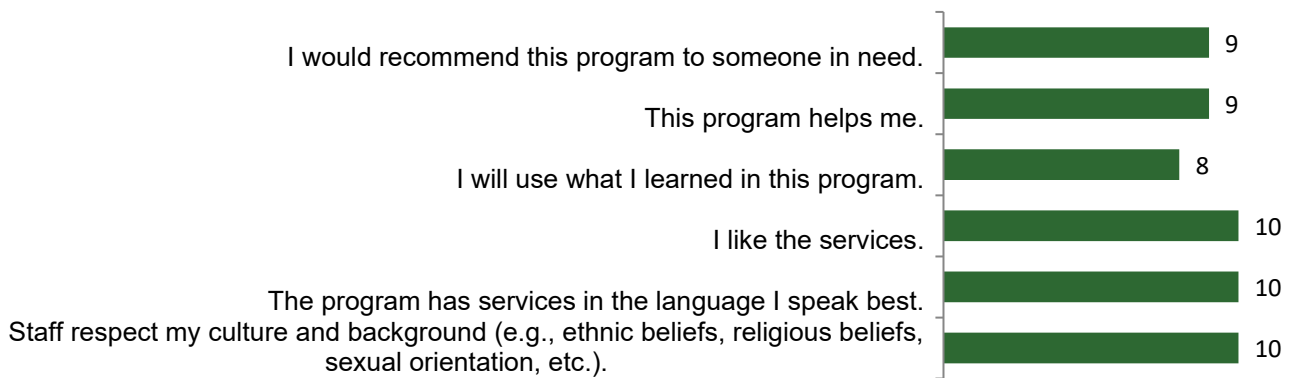 I would recommend this program to someone in need.
9
This program helps me.
9
I will use what I learned in this program.
8
I like the services.
10
The program has services in the language I speak best.
10
Staff respect my culture and background (e.g., ethnic beliefs, religious beliefs,
sexual orientation, etc.).
10